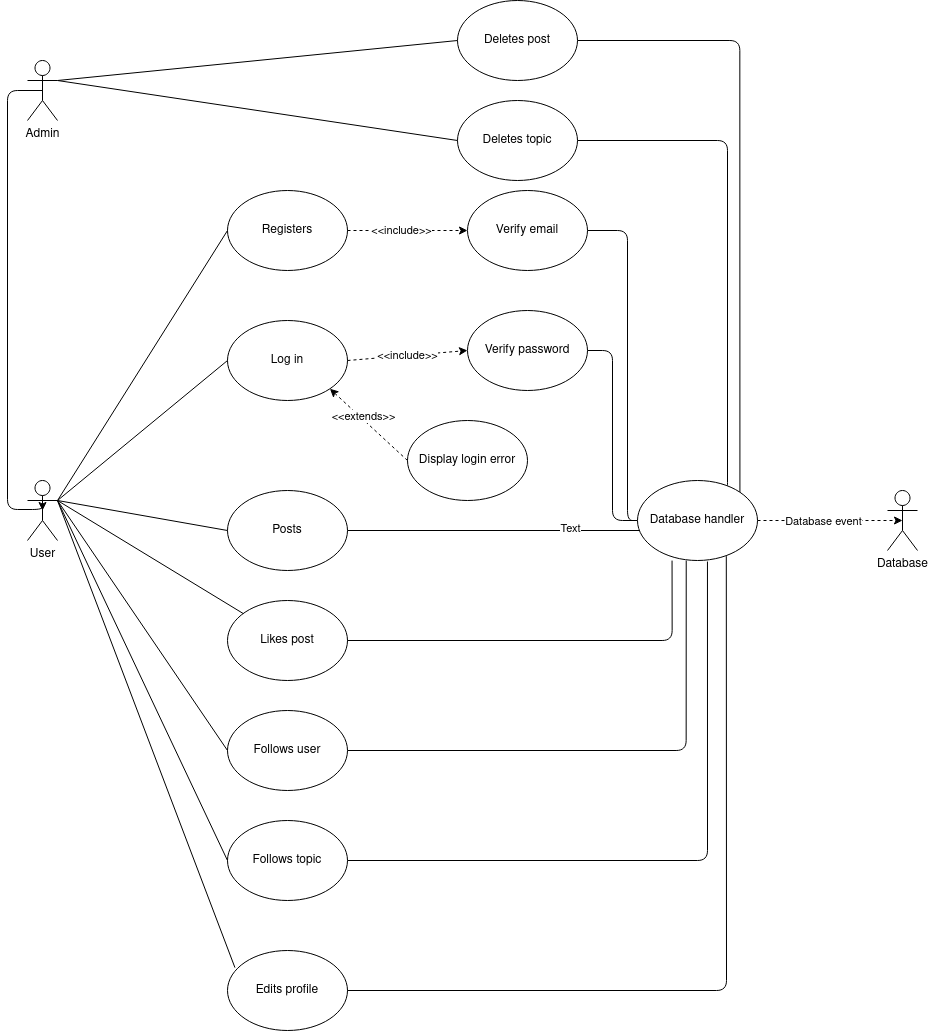 Deletes post
Admin
Deletes topic
Registers
<<include>>
Verify email
Log in
<<include>>
Verify password
<<extends>>
Display login error
User
Posts
Text
Database handler
Database event
Database
Likes post
Follows user
Follows topic
Edits profile